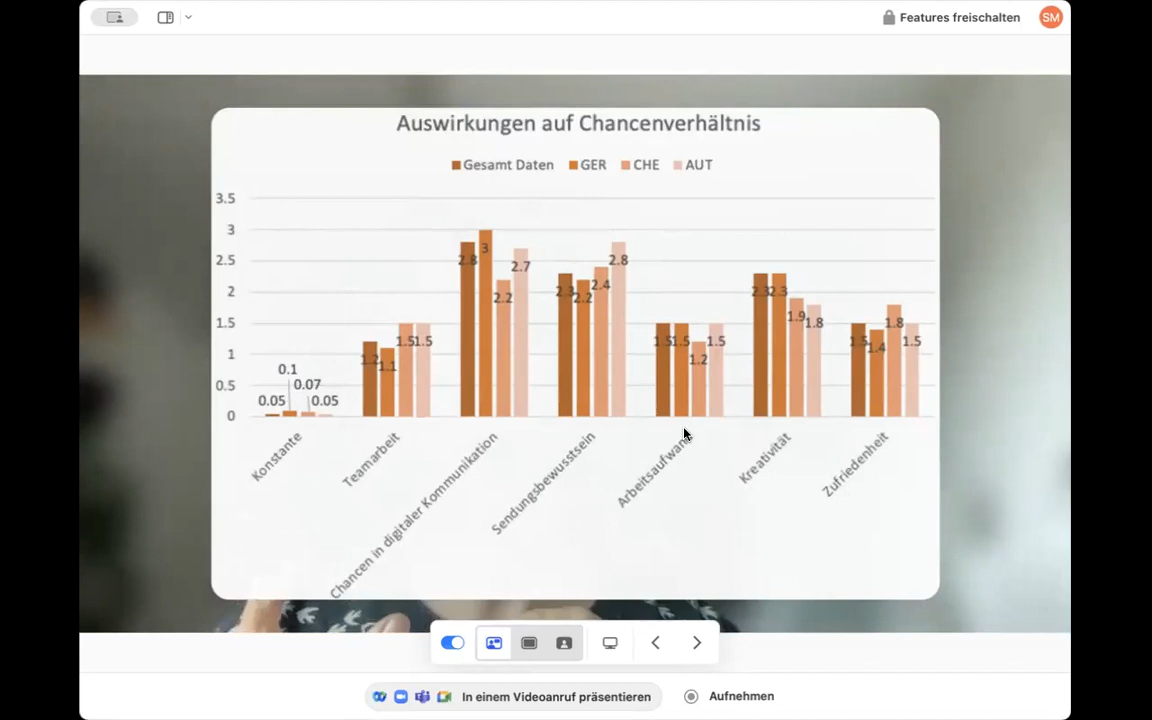 Features freischalten
SM
Auswirkungen auf Chancenverhältnis
Gesamt Daten GER CHE AUT
3.5
3
2.5
2
1.5
1
0.5
0
0.05 0.1 0.07 0.05
1.2 1.1 1.5 1.5
2.8 3 2.2 2.7
2.3 2.2 2.4 2.8
1.5 1.5 1.2 1.5
2.3 2.3 1.9 1.8
1.5 1.4 1.8 1.5
Konstante
Teamarbeit
Chancen in digitaler Kommunikation
Sendungsbewusstsein
Arbeitsaufwan
Kreativität
Zufriedenheit
In einem Videoanruf präsentieren
Aufnehmen